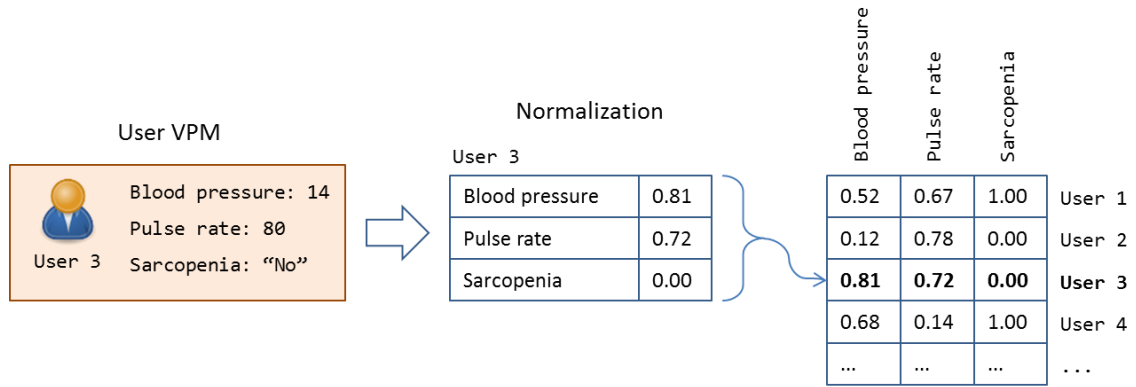 User VPM
User 3
Blood pressure: 14
Pulse rate: 80
Sarcopenia: “No”
Normalization
User 3
Blood pressure 0.81
Pulse rate 0.72
Sarcopenia 0.00
Blood pressure
Pulse rate
Sarcopenia
0.52 0.67 1.00 User 1
0.12 0.78 0.00 User 2
0.81 0.72 0.00 User 3
0.68 0.14 1.00 User 4
... ... ...